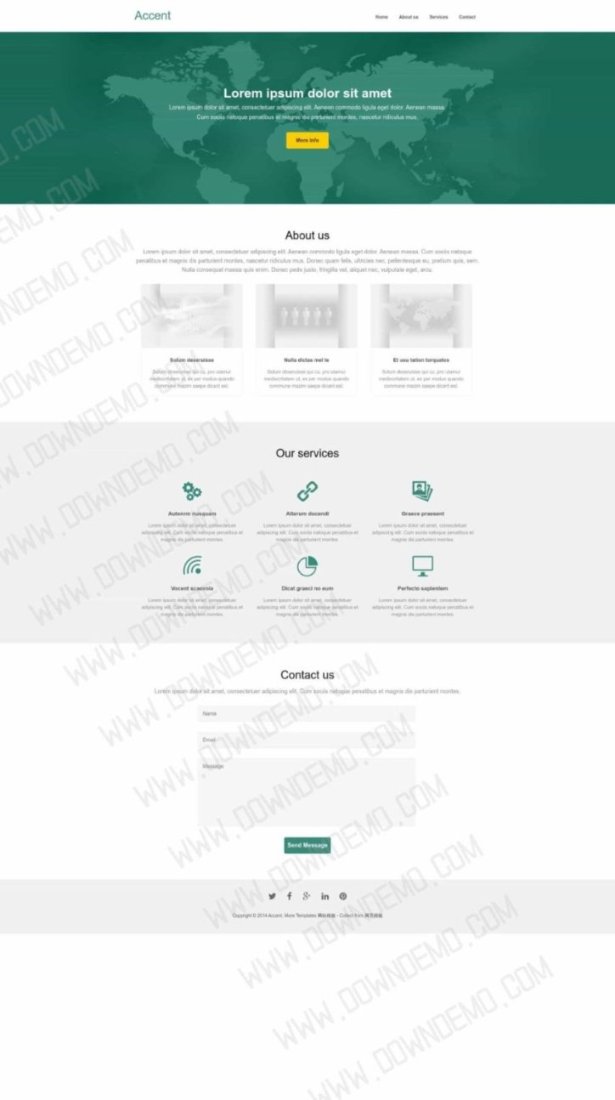 Accent
Home About us Services Contact
Lorem ipsum dolor sit amet
Lorem ipsum dolor sit amet, consectetuer adipiscing elit. Aenean commodo ligula eget dolor. Aenean massa.
Cum sociis natoque penatibus et magnis dis parturient montes, nascetur ridiculus mus.
More Info
About us
Lorem ipsum dolor sit amet, consectetuer adipiscing elit. Aenean commodo ligula eget dolor. Aenean massa. Cum sociis natoque
penatibus et magnis dis parturient montes, nascetur ridiculus mus. Donec quam felis, ultricies nec, pellentesque eu, pretium quis, sem.
Nulla consequat massa quis enim. Donec pede justo, fringilla vel, aliquet nec, vulputate eget, arcu.
Solum deseruisse
Solum deseruisse qui cu, pro utamur
mediocritatem ut, ex per modus quando
commune mazim saepe dicant est.
Nulla dictas mel te
Solum deseruisse qui cu, pro utamur
mediocritatem ut, ex per modus quando
commune mazim saepe dicant est.
Et usu tation torquatos
Solum deseruisse qui cu, pro utamur
mediocritatem ut, ex per modus quando
commune mazim saepe dicant est.
Our services
Autem nusquam
Lorem ipsum dolor sit amet, consectetuer
adipiscing elit. Cum sociis natoque penatibus et
magnis dis parturient montes.
Alterum docendi
Lorem ipsum dolor sit amet, consectetuer
adipiscing elit. Cum sociis natoque penatibus et
magnis dis parturient montes.
Graece praesent
Lorem ipsum dolor sit amet, consectetuer
adipiscing elit. Cum sociis natoque penatibus et
magnis dis parturient montes.
Vocent scaevola
Lorem ipsum dolor sit amet, consectetuer
adipiscing elit. Cum sociis natoque penatibus et
magnis dis parturient montes.
Dicat graeci no eum
Lorem ipsum dolor sit amet, consectetuer
adipiscing elit. Cum sociis natoque penatibus et
magnis dis parturient montes.
Perfecto sapientem
Lorem ipsum dolor sit amet, consectetuer
adipiscing elit. Cum sociis natoque penatibus et
magnis dis parturient montes.
Contact us
Lorem ipsum dolor sit amet, consectetuer adipiscing elit. Cum sociis natoque penatibus et magnis dis parturient montes.
Name
Email
Message
Send Message
Copyright © 2014 Accent, More Templates 网站模板 - Collect from 网页模板
WWW.DOWNDEMO.COM